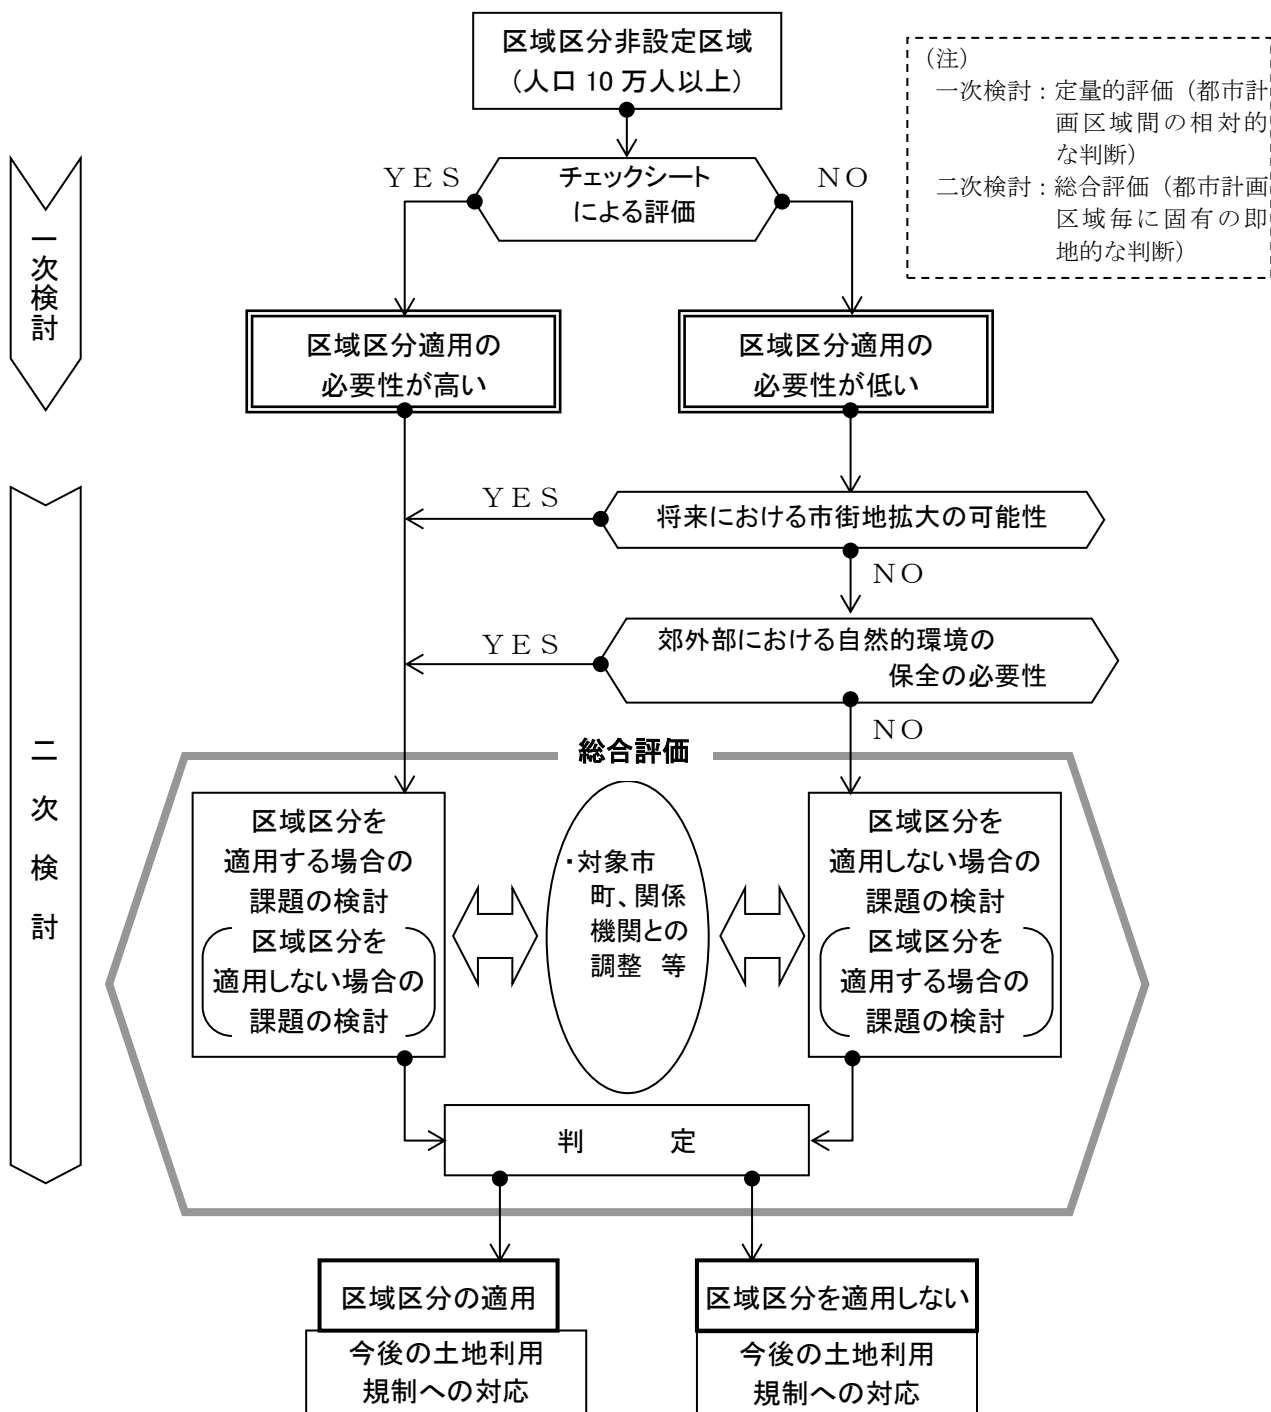 区域区分非設定区域
（人口 10 万人以上）
（注）
一次検討：定量的評価（都市計
画区域間の相対的
な判断）
二次検討：総合評価（都市計画
区域毎に固有の即
地的な判断）
YES
チェックシート
による評価
NO
一次検討
区域区分適用の
必要性が高い
区域区分適用の
必要性が低い
YES
将来における市街地拡大の可能性
NO
YES
郊外部における自然的環境の
保全の必要性
NO
二次検討
総合評価
区域区分を
適用する場合の
課題の検討
区域区分を
適用しない場合の
課題の検討
・対象市
町、関係
機関との
調整 等
区域区分を
適用しない場合の
課題の検討
区域区分を
適用する場合の
課題の検討
判 定
区域区分の適用
今後の土地利用
規制への対応
区域区分を適用しない
今後の土地利用
規制への対応